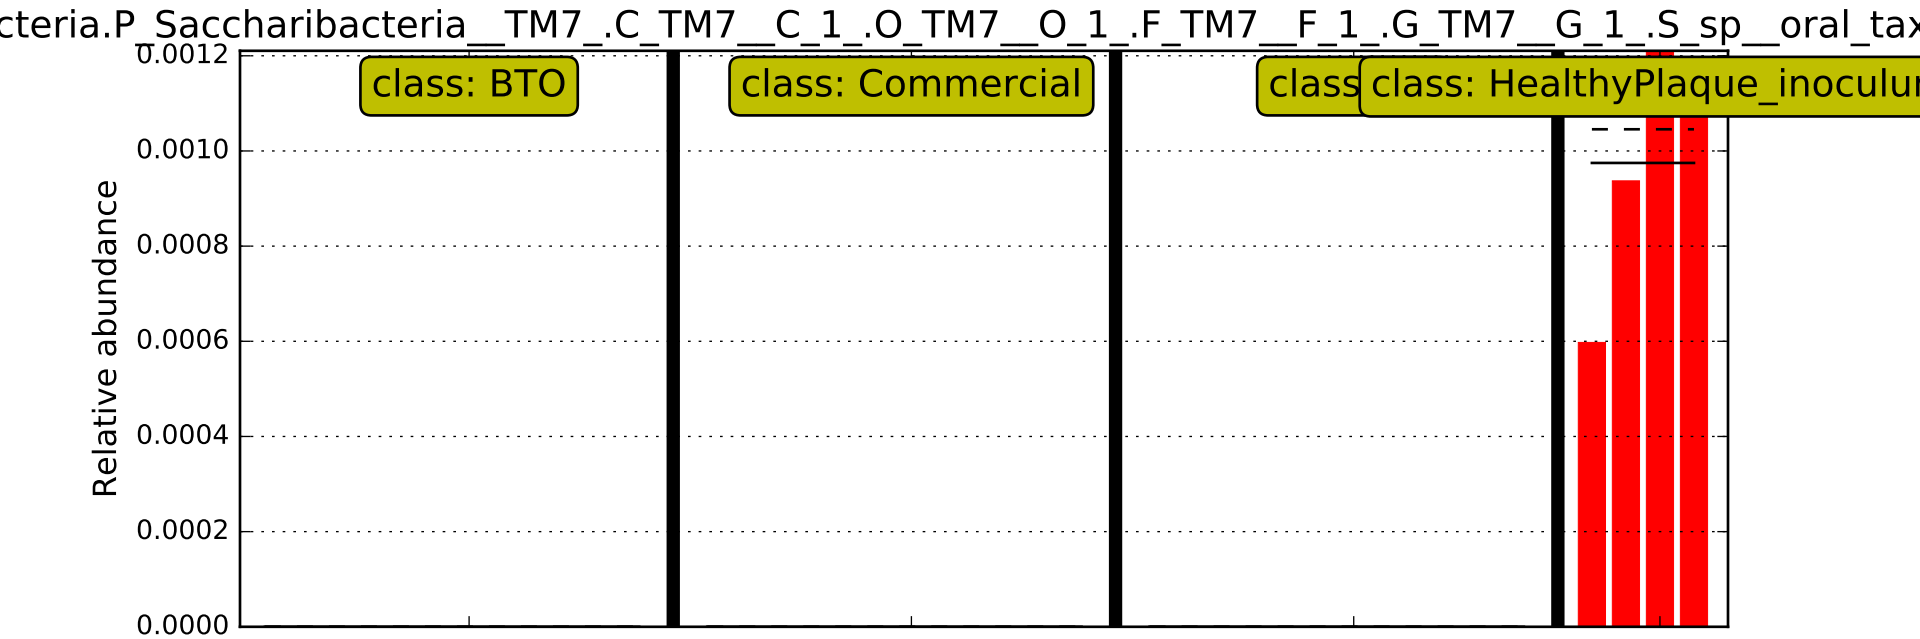 cteria.P_Saccharibacteria__TM7_.C_TM7__C_1_.O_TM7__O_1_.F_TM7__F_1_.G_TM7__G_1_.S_sp__oral_tax
0.0012
class: BTO
class: Commercial
class
class: HealthyPlaque_inoculu
0.0010
0.0008
0.0006
0.0004
0.0002
0.0000
Relative abundance